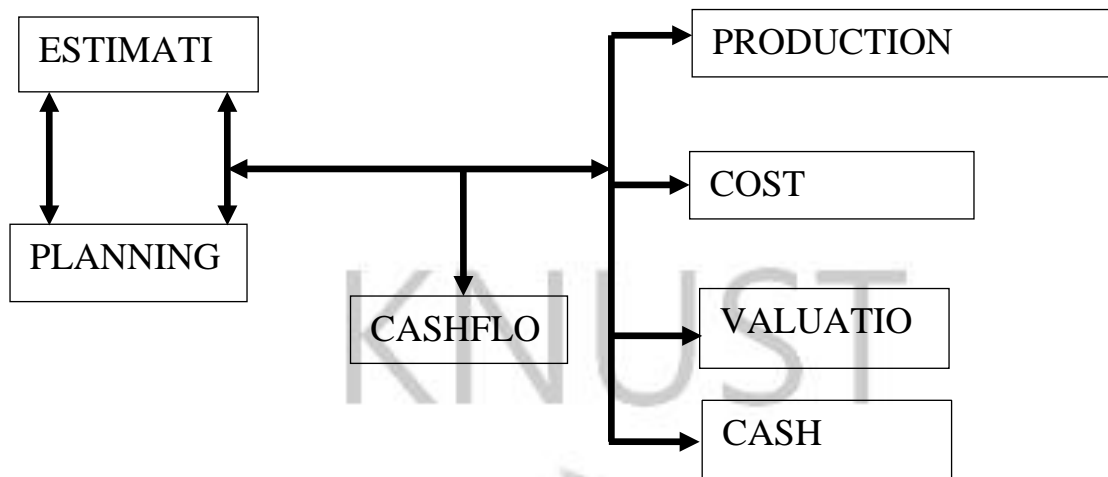 ESTIMATI
PRODUCTION
COST
PLANNING
CASHFLO
VALUATIO
CASH
KNUST